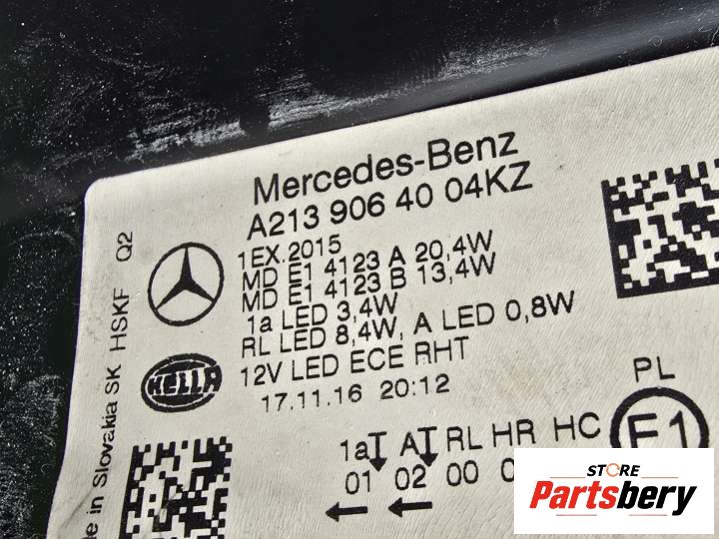 Mercedes-Benz
A213 906 40 04KZ
1EX.2015
MD E1 4123 A 20,4W
MD E1 4123 B 13,4W
1a LED 3,4W
RL LED 8,4W, A LED 0,8W
12V LED ECE RHT
17.11.16 20:12
HELLA
in Slovakia SK HSKF Q2
PL
1a A RL HR HC
01 02 00
E1
STORE
Partsbery